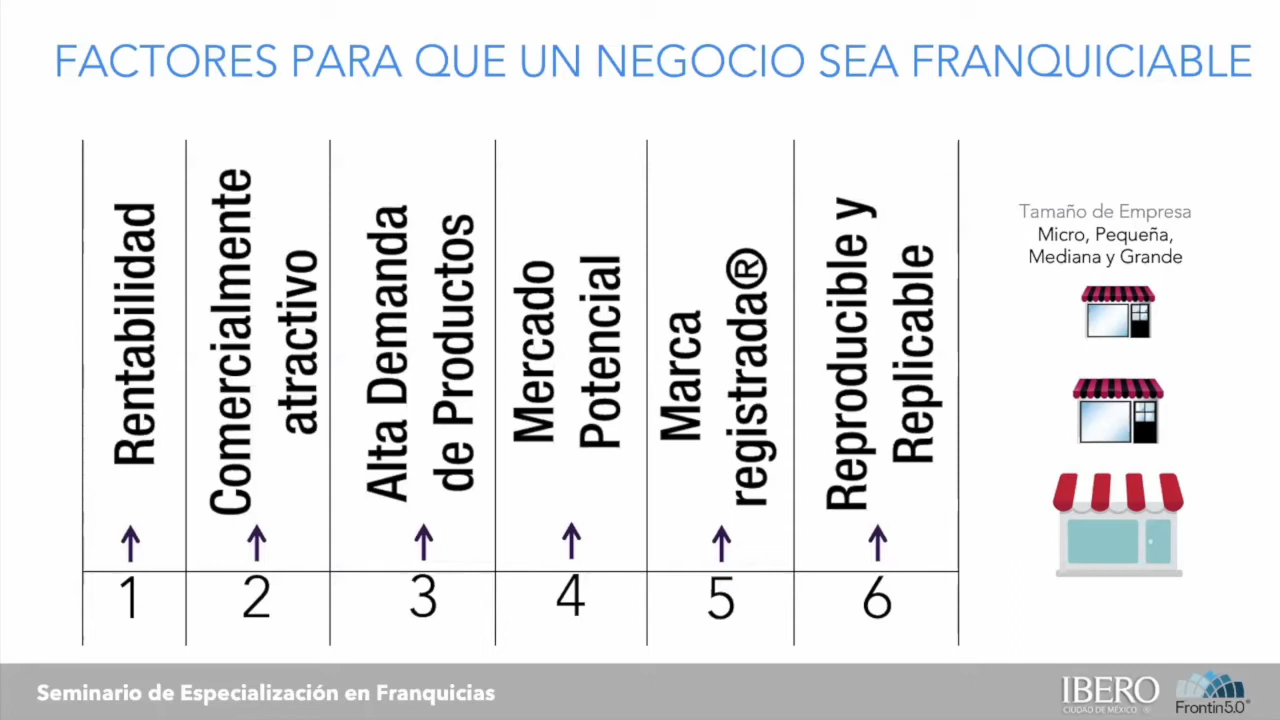 FACTORES PARA QUE UN NEGOCIO SEA FRANQUICIABLE
Rentabilidad
1
Comercialmente
atractivo
2
Alta Demanda
de Productos
3
Mercado
Potencial
4
Marca
registrada®
5
Reproducible y
Replicable
6
Tamaño de Empresa
Micro, Pequeña,
Mediana y Grande
Seminario de Especialización en Franquicias
IBERO
CIUDAD DE MÉXICO ®
Frontin5.0®